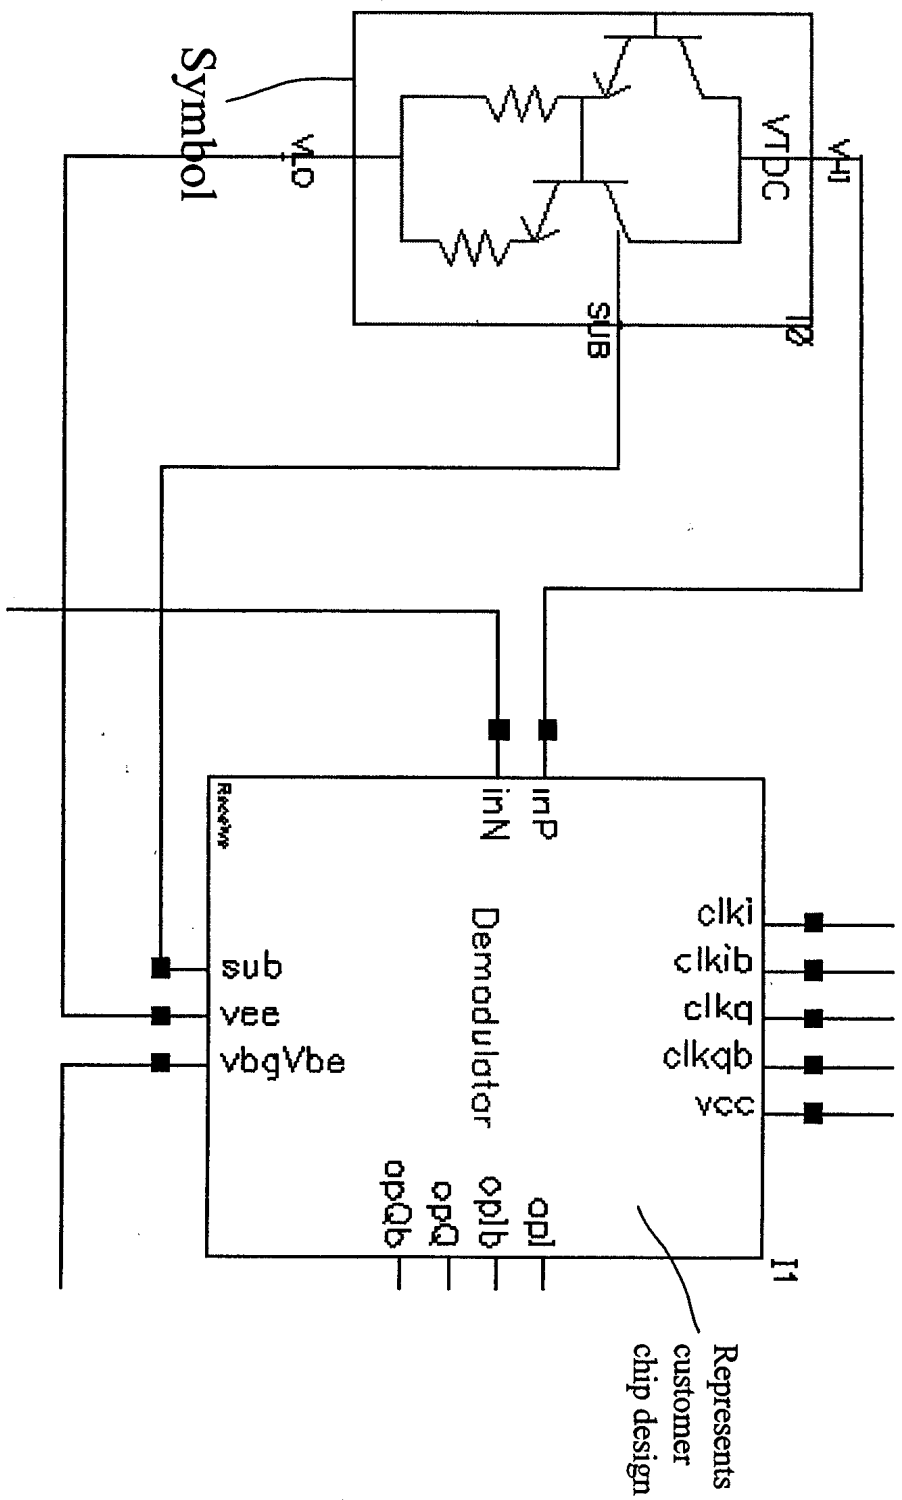 Symbol
VLO
VTDC
VHI
SUB
I0
inP
inN
Receive
Demodulator
clki
clkib
clkq
clkqb
vcc
sub
vee
vbgVbe
opI
opIb
opQ
opQb
I1
Represents
customer
chip design